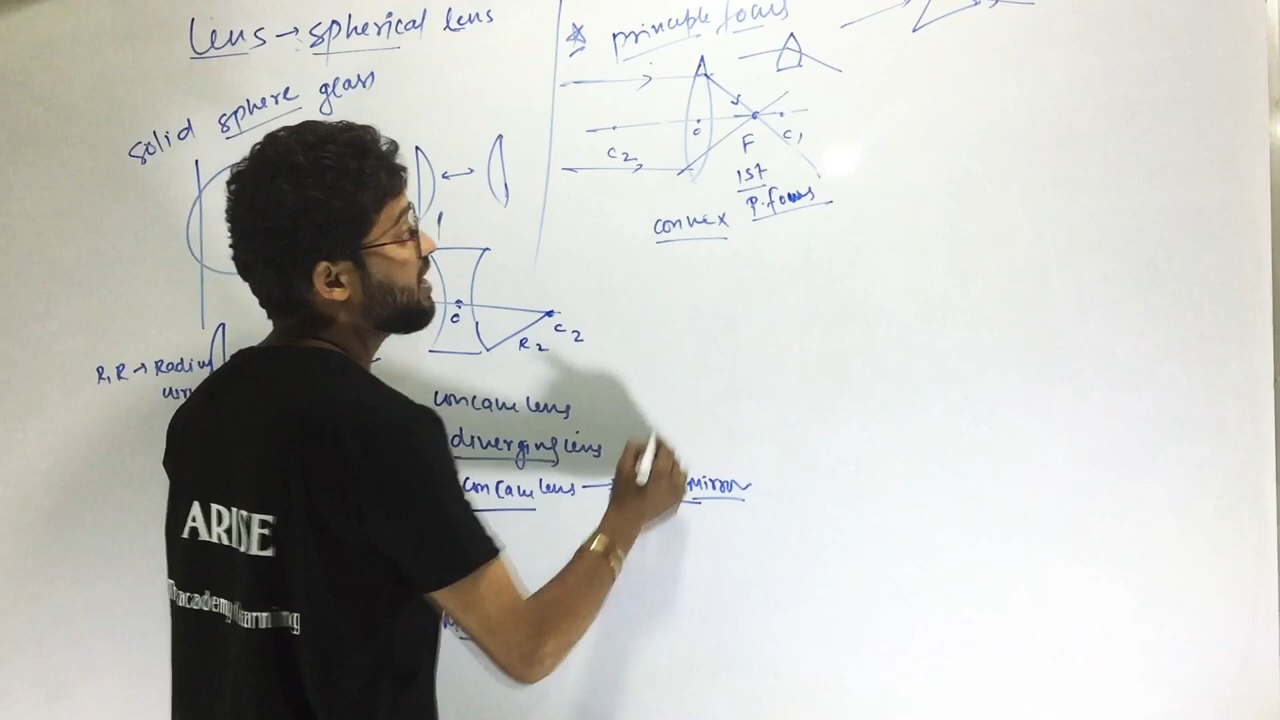 Lens → spherical lens
solid sphere glass
R, R → Radius
O
R2
C2
concave lens
diverging lens
concave lens →
mirror
* principle focus
C2
O
F
C1
1st
p. focus
convex
ARISE